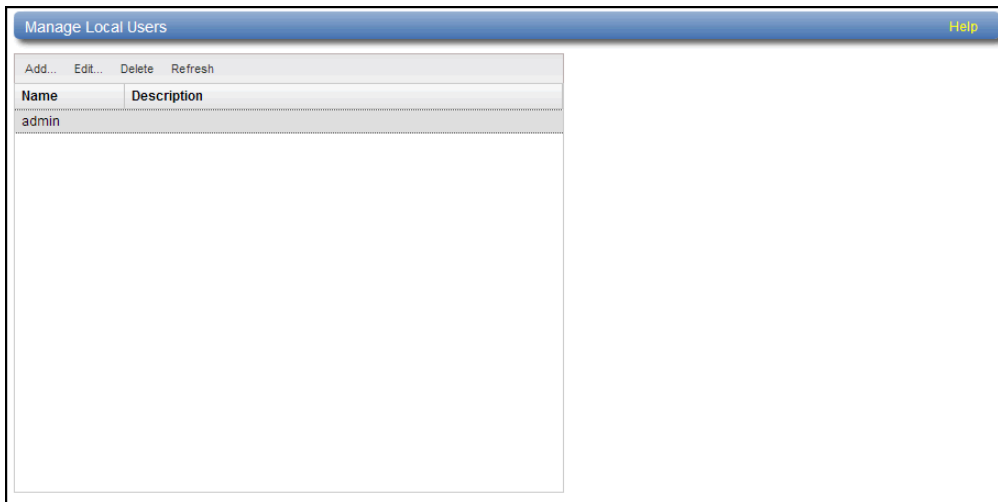 Manage Local Users Help
Add... Edit... Delete Refresh
Name Description
admin